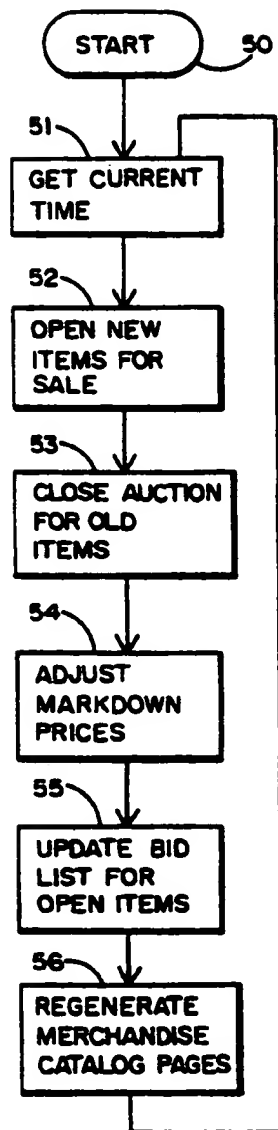 START
50
51
GET CURRENT
TIME
52
OPEN NEW
ITEMS FOR
SALE
53
CLOSE AUCTION
FOR OLD
ITEMS
54
ADJUST
MARKDOWN
PRICES
55
UPDATE BID
LIST FOR
OPEN ITEMS
56
REGENERATE
MERCHANDISE
CATALOG PAGES